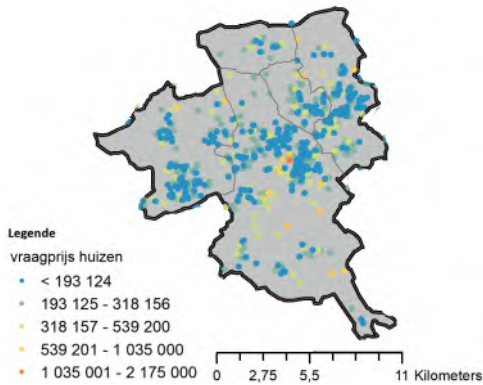 Legende
vraagprijs huizen
< 193 124
193 125 - 318 156
318 157 - 539 200
539 201 - 1 035 000
1 035 001 - 2 175 000
0 2,75 5,5 11 Kilometers